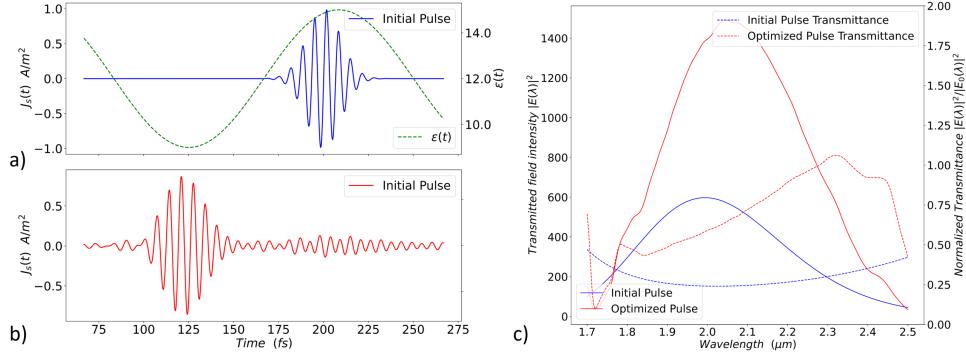 1.0
0.5
0.0
−0.5
−1.0
J_s(t) A/m²
Initial Pulse
ε(t)
14.0
12.0
10.0
ε(t)
a)
0.5
0.0
−0.5
J_s(t) A/m²
Initial Pulse
75
100
125
150
175
200
225
250
275
Time (fs)
b)
1400
1200
1000
800
600
400
200
0
Transmitted field intensity |E(λ)|²
Initial Pulse Transmittance
Optimized Pulse Transmittance
Initial Pulse
Optimized Pulse
2.00
1.75
1.50
1.25
1.00
0.75
0.50
0.25
0.00
Normalized Transmittance |E(λ)|²/|E₀(λ)|²
1.7
1.8
1.9
2.0
2.1
2.2
2.3
2.4
2.5
Wavelength (μm)
c)